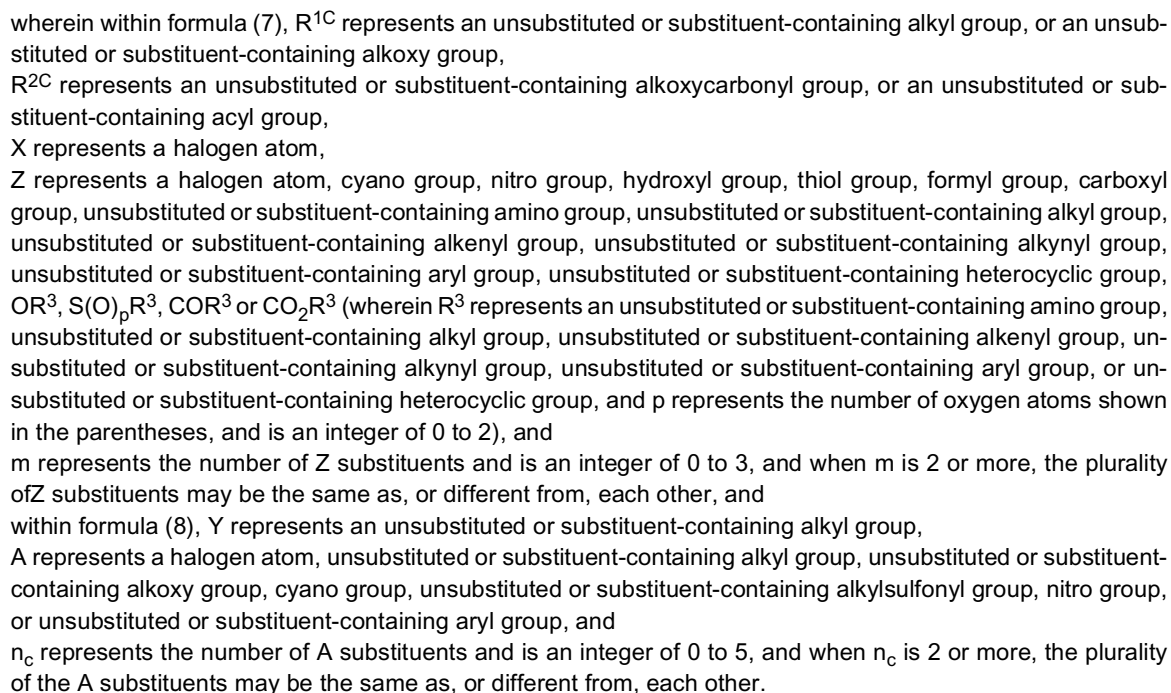 wherein within formula (7), R1C represents an unsubstituted or substituent-containing alkyl group, or an unsub-
stituted or substituent-containing alkoxy group,
R2C represents an unsubstituted or substituent-containing alkoxycarbonyl group, or an unsubstituted or sub-
stituent-containing acyl group,
X represents a halogen atom,
Z represents a halogen atom, cyano group, nitro group, hydroxyl group, thiol group, formyl group, carboxyl
group, unsubstituted or substituent-containing amino group, unsubstituted or substituent-containing alkyl group,
unsubstituted or substituent-containing alkenyl group, unsubstituted or substituent-containing alkynyl group,
unsubstituted or substituent-containing aryl group, unsubstituted or substituent-containing heterocyclic group,
OR3, S(O)pR3, COR3 or CO2R3 (wherein R3 represents an unsubstituted or substituent-containing amino group,
unsubstituted or substituent-containing alkyl group, unsubstituted or substituent-containing alkenyl group, un-
substituted or substituent-containing alkynyl group, unsubstituted or substituent-containing aryl group, or un-
substituted or substituent-containing heterocyclic group, and p represents the number of oxygen atoms shown
in the parentheses, and is an integer of 0 to 2), and
m represents the number of Z substituents and is an integer of 0 to 3, and when m is 2 or more, the plurality
ofZ substituents may be the same as, or different from, each other, and
within formula (8), Y represents an unsubstituted or substituent-containing alkyl group,
A represents a halogen atom, unsubstituted or substituent-containing alkyl group, unsubstituted or substituent-
containing alkoxy group, cyano group, unsubstituted or substituent-containing alkylsulfonyl group, nitro group,
or unsubstituted or substituent-containing aryl group, and
nc represents the number of A substituents and is an integer of 0 to 5, and when nc is 2 or more, the plurality
of the A substituents may be the same as, or different from, each other.